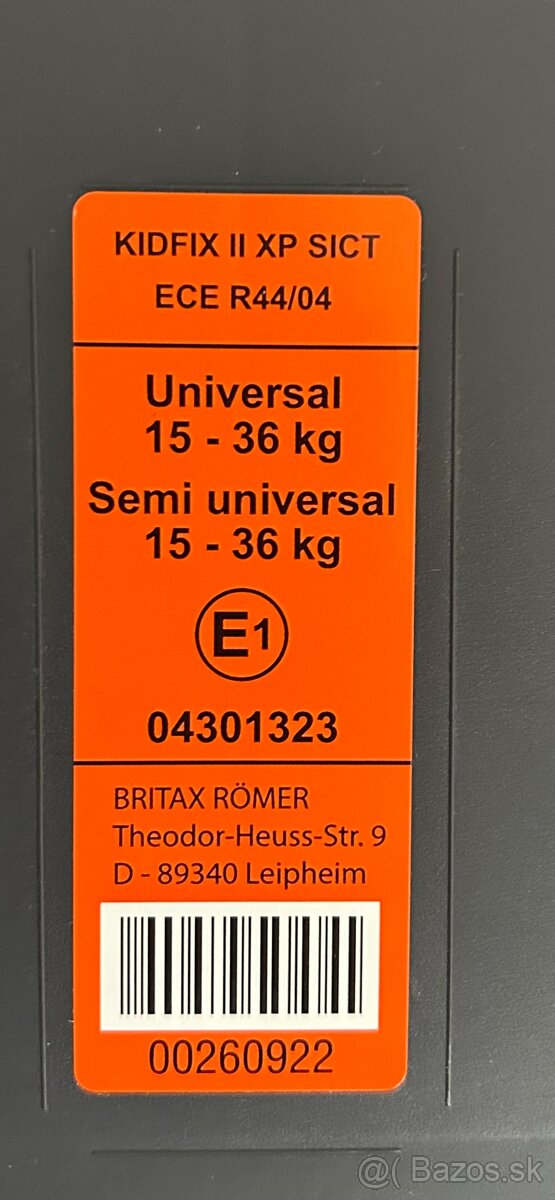 KIDFIX II XP SICT
ECE R44/04
Universal
15 - 36 kg
Semi universal
15 - 36 kg
E1
04301323
BRITAX RÖMER
Theodor-Heuss-Str. 9
D - 89340 Leipheim
00260922
@( Bazos.sk